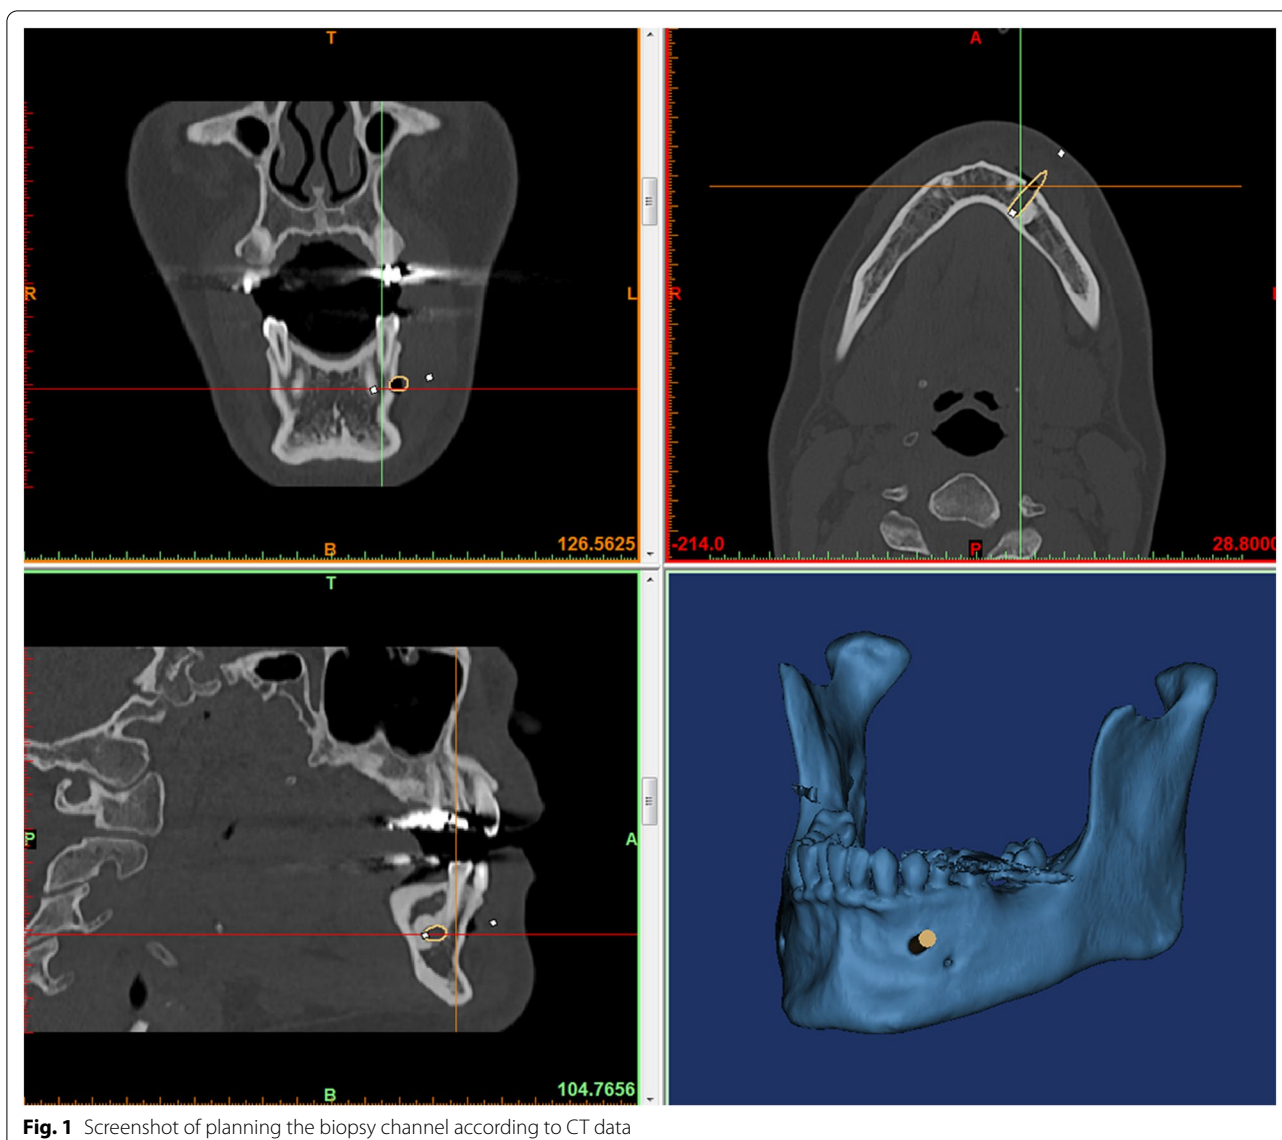 T
A
R
L
R
B
126.5625
-214.0
P
28.8000
T
P
A
B
104.7656
Fig. 1 Screenshot of planning the biopsy channel according to CT data